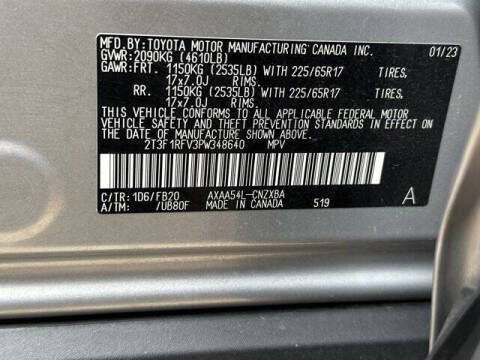 MFD.BY:TOYOTA MOTOR MANUFACTURING CANADA INC. 01/23
GVWR:2090KG (4610LB)
GAWR:FRT. 1150KG (2535LB) WITH 225/65R17 TIRES,
17x7.0J RIMS.
RR. 1150KG (2535LB) WITH 225/65R17 TIRES,
17x7.0J RIMS.
THIS VEHICLE CONFORMS TO ALL APPLICABLE FEDERAL MOTOR
VEHICLE SAFETY AND THEFT PREVENTION STANDARDS IN EFFECT ON THE
DATE OF MANUFACTURE SHOWN ABOVE.
2T3F1RFV3PW348640 MPV
C/TR:1D6/FB20 AXAA54L-CNZXBA A
A/TM: /UB80F MADE IN CANADA 519